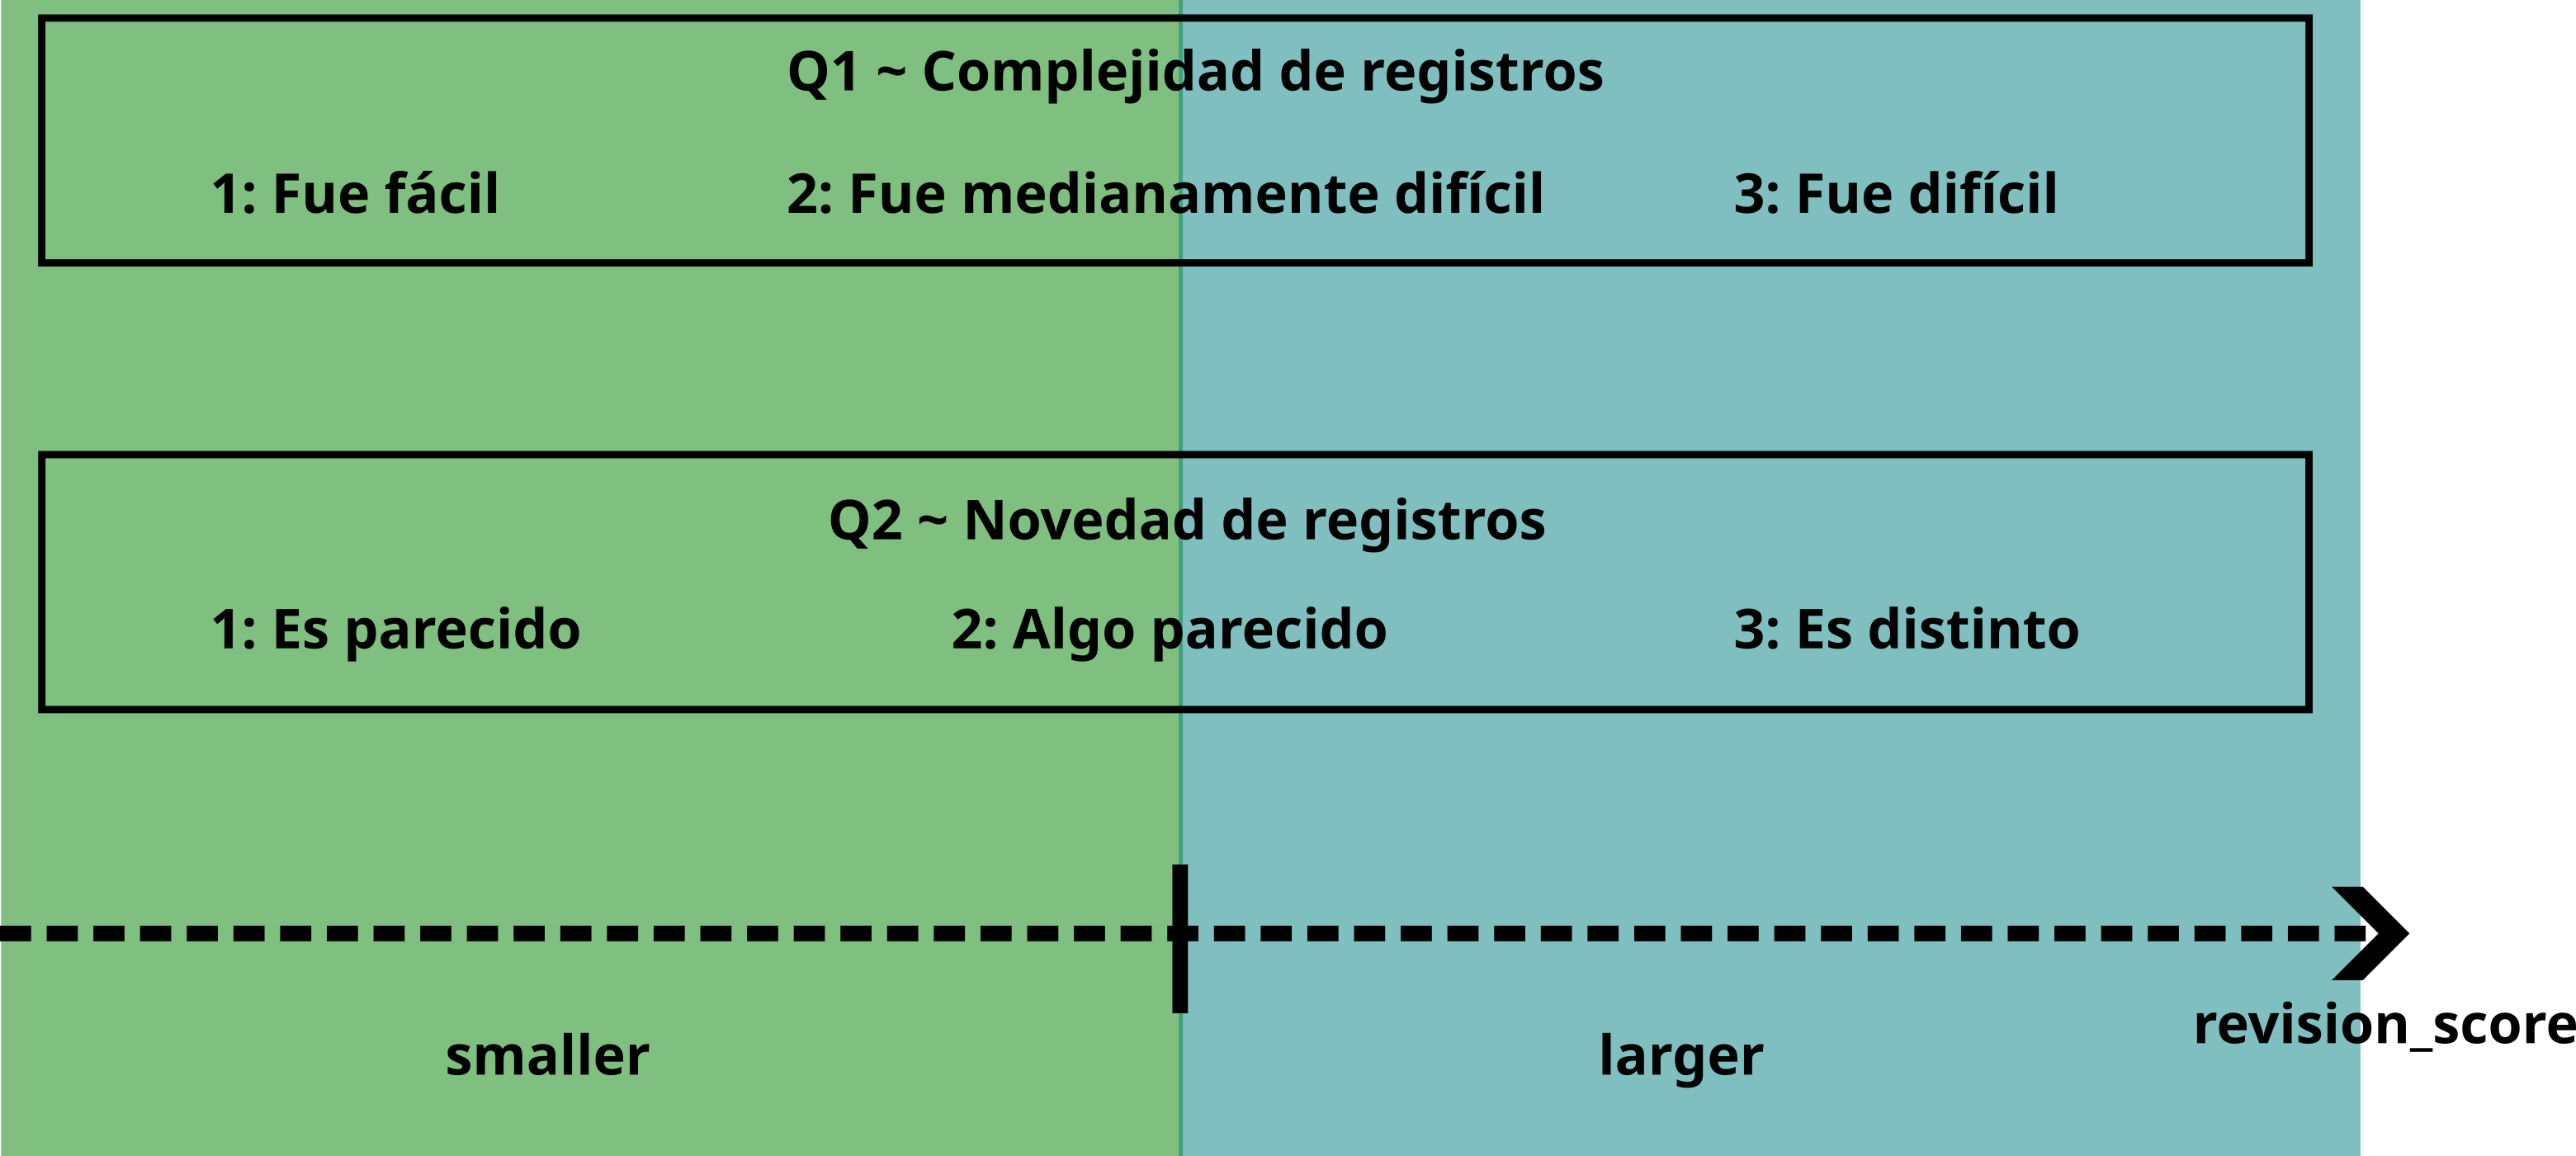 Q1 ~ Complejidad de registros
1: Fue fácil 2: Fue medianamente difícil 3: Fue difícil
Q2 ~ Novedad de registros
1: Es parecido 2: Algo parecido 3: Es distinto
revision_score
smaller larger